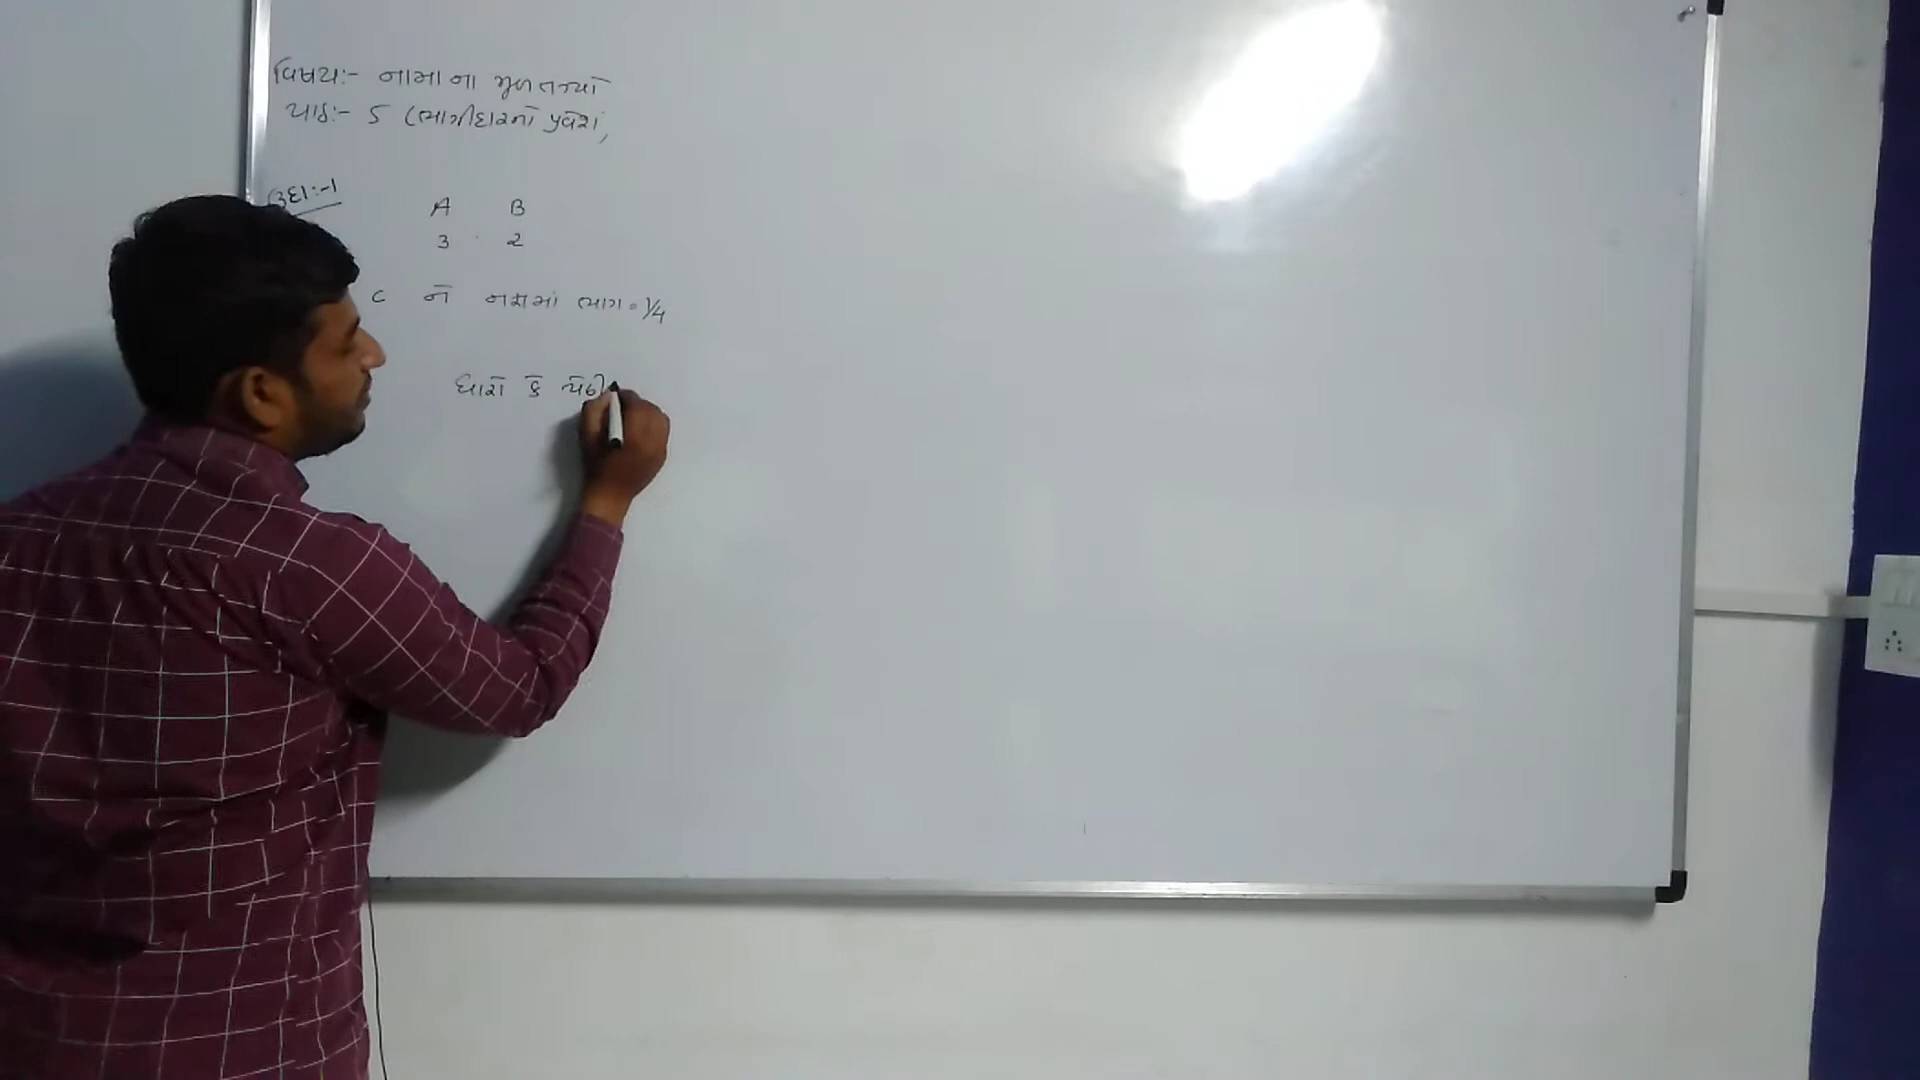 વિષય:- નામાના મૂળતત્વો
પાઠ:- 5 (ભાગીદારનો પ્રવેશ)
ઉદા:-1
A B
3 2
C ને નફામાં ભાગ = 1/4
ધારો કે પેઢી